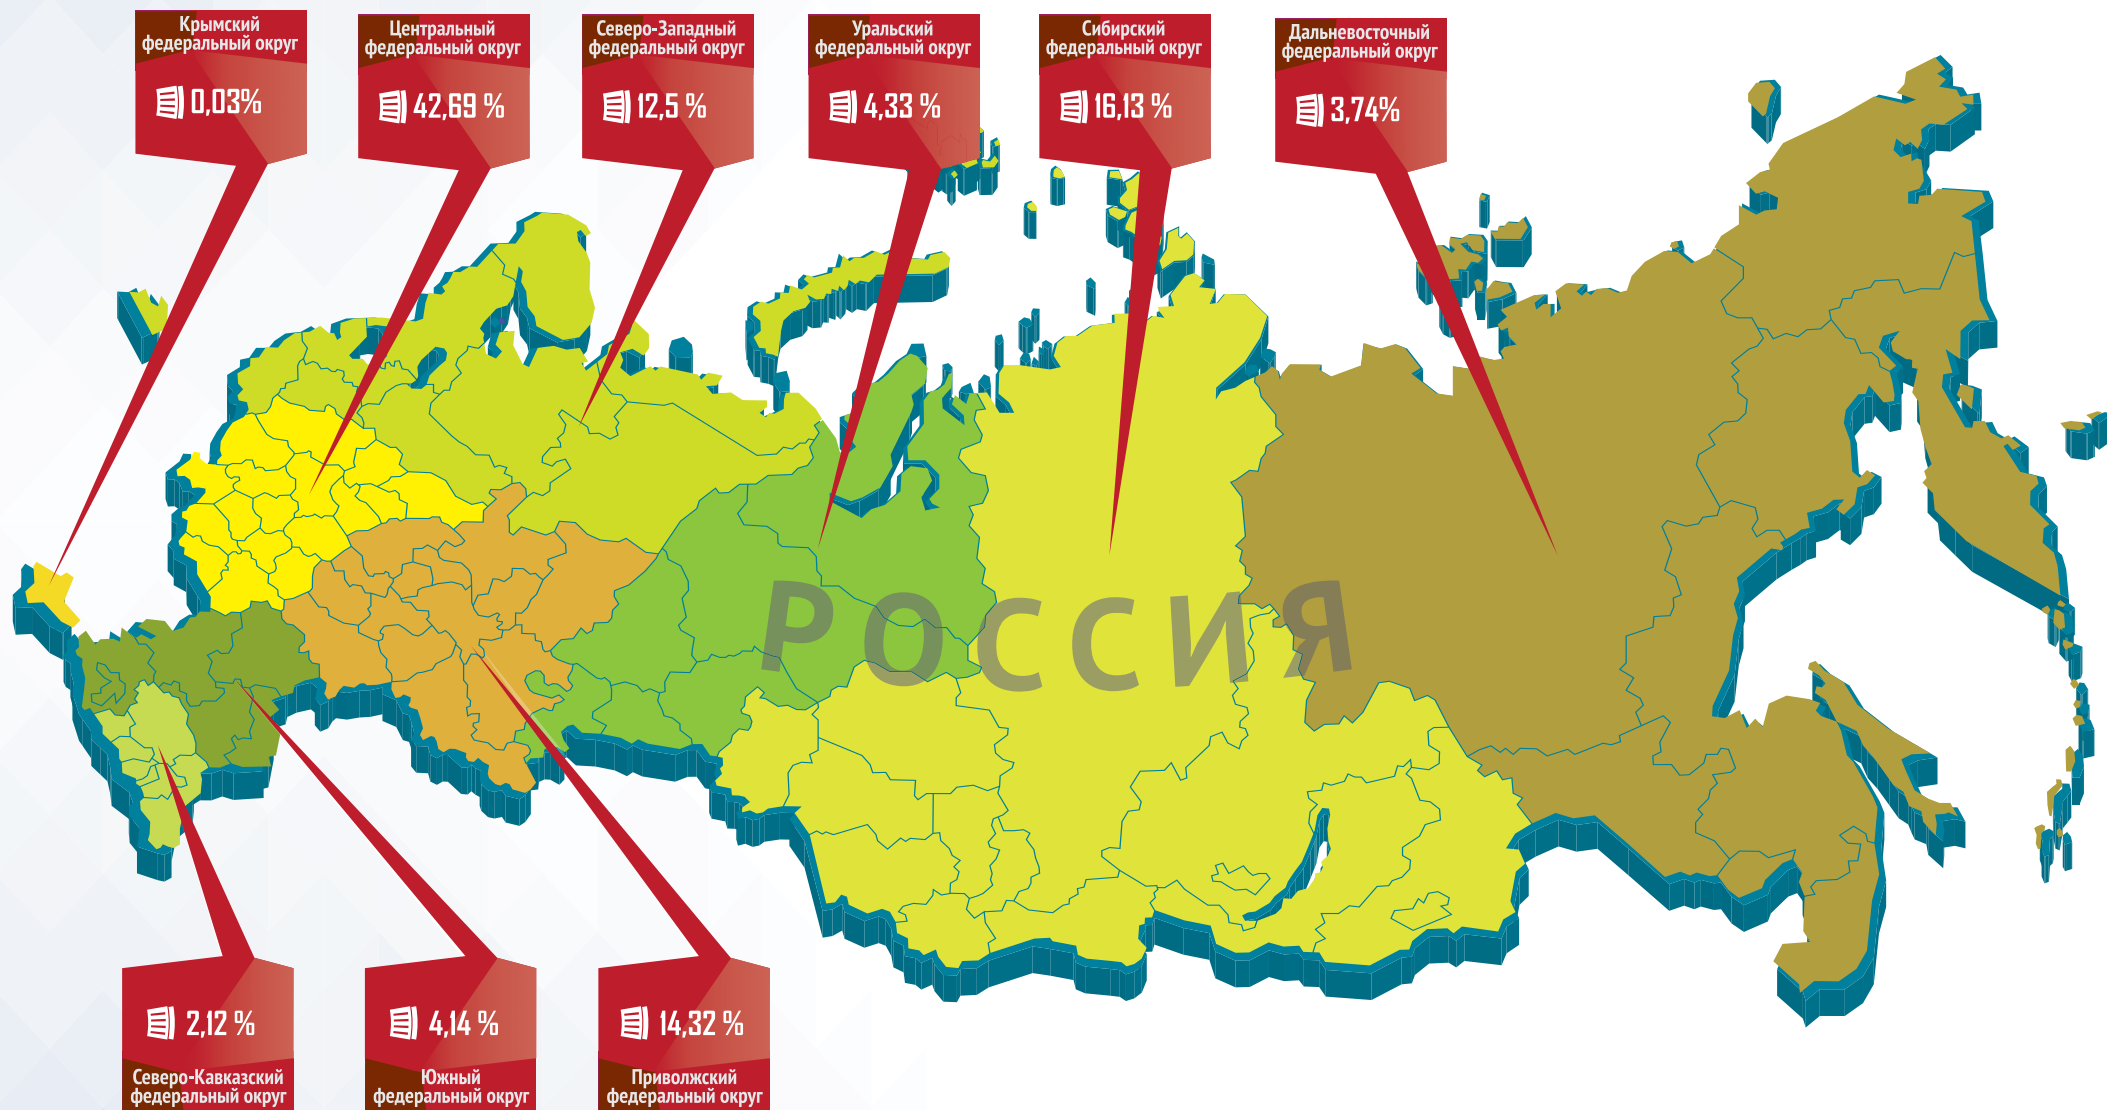 Крымский
федеральный округ
0,03%
Центральный
федеральный округ
42,69 %
Северо-Западный
федеральный округ
12,5 %
Уральский
федеральный округ
4,33 %
Сибирский
федеральный округ
16,13 %
Дальневосточный
федеральный округ
3,74%
РОССИЯ
2,12 %
Северо-Кавказский
федеральный округ
4,14 %
Южный
федеральный округ
14,32 %
Приволжский
федеральный округ